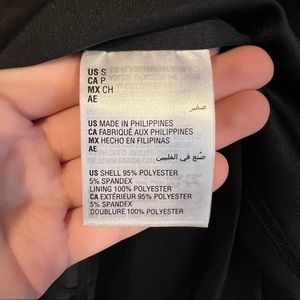 US S
CA P
MX CH
AE صغير
US MADE IN PHILIPPINES
CA FABRIQUÉ AUX PHILIPPINES
MX HECHO EN FILIPINAS
AE صنع في الفلبين
US SHELL 95% POLYESTER
5% SPANDEX
LINING 100% POLYESTER
CA EXTÉRIEUR 95% POLYESTER
5% SPANDEX
DOUBLURE 100% POLYESTER